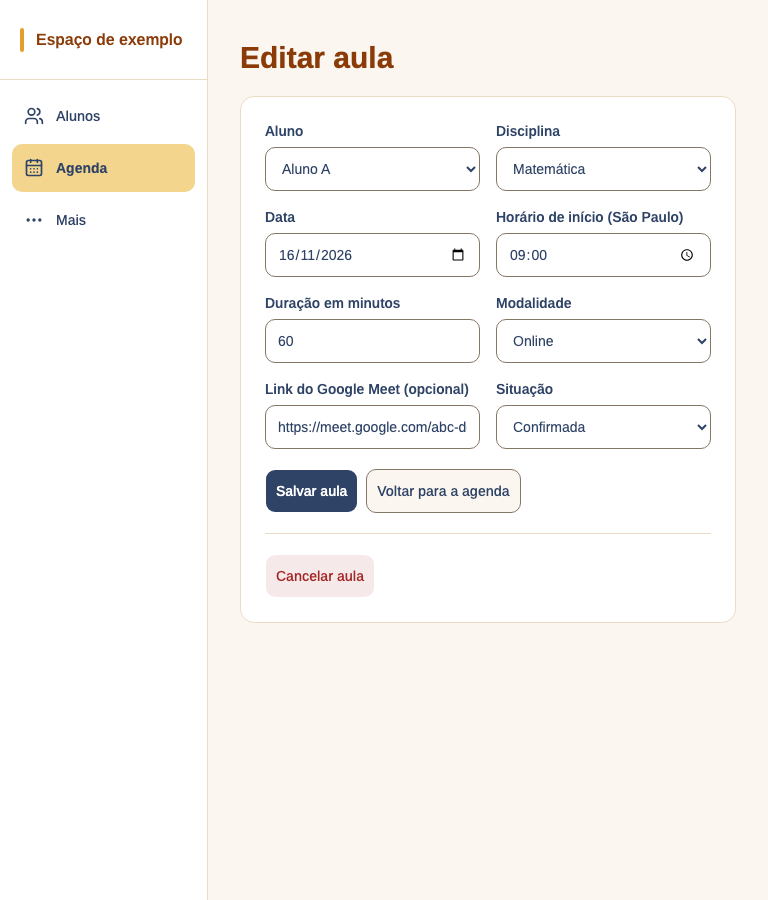 Espaço de exemplo
Alunos
Agenda
Mais
Editar aula
Aluno
Disciplina
Aluno A
Matemática
Data
Horário de início (São Paulo)
16/11/2026
09:00
Duração em minutos
Modalidade
60
Online
Link do Google Meet (opcional)
Situação
https://meet.google.com/abc-d
Confirmada
Salvar aula
Voltar para a agenda
Cancelar aula